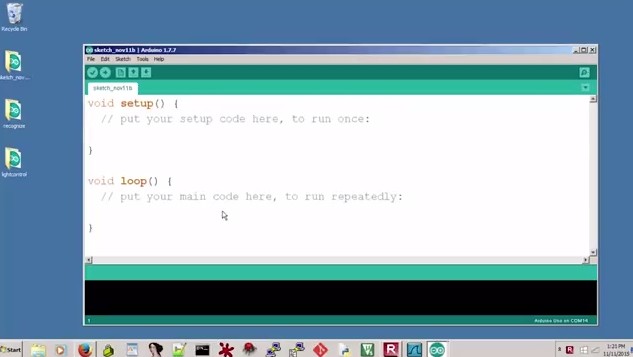 Recycle Bin
sketch_nov...
recognize
lightcontrol
sketch_nov11b | Arduino 1.7.7
File Edit Sketch Tools Help
sketch_nov11b
void setup() {
// put your setup code here, to run once:
}
void loop() {
// put your main code here, to run repeatedly:
}
1
Arduino Uno on COM14
Start
1:21 PM
11/11/2015